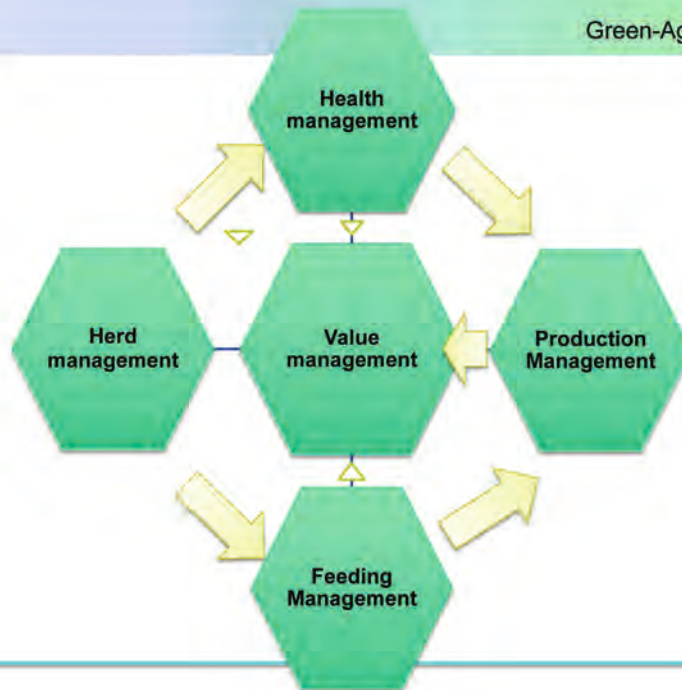 Green-Ag
Health
management
Herd
management
Value
management
Production
Management
Feeding
Management